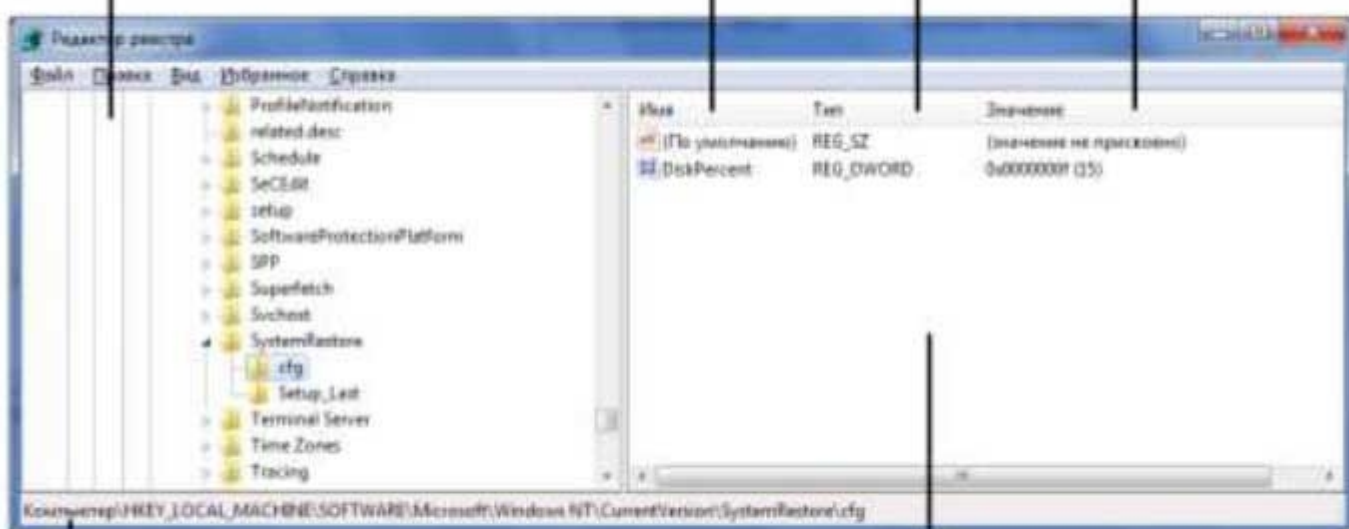 Редактор реестра
Файл Правка Вид Избранное Справка
ProfileNotification
related.desc
Schedule
SeCEdit
setup
SoftwareProtectionPlatform
SPP
Superfetch
Svchost
SystemRestore
cfg
Setup_Last
Terminal Server
Time Zones
Tracing
Имя Тип Значение
(По умолчанию) REG_SZ (значение не присвоено)
DiskPercent REG_DWORD 0x0000000f (15)
Компьютер\HKEY_LOCAL_MACHINE\SOFTWARE\Microsoft\Windows NT\CurrentVersion\SystemRestore\cfg